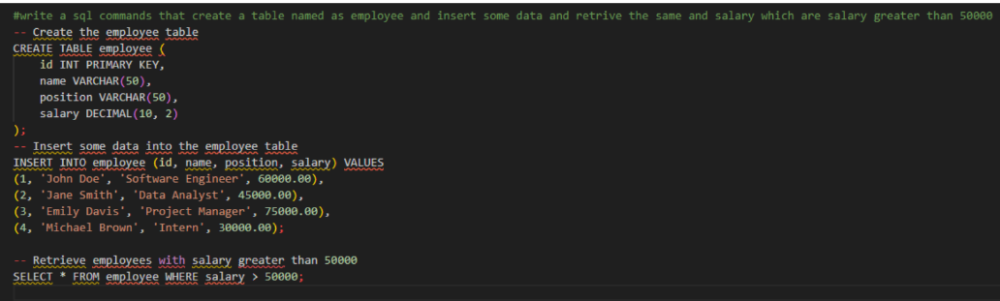 #write a sql commands that create a table named as employee and insert some data and retrive the same and salary which are salary greater than 50000
-- Create the employee table
CREATE TABLE employee (
    id INT PRIMARY KEY,
    name VARCHAR(50),
    position VARCHAR(50),
    salary DECIMAL(10, 2)
);
-- Insert some data into the employee table
INSERT INTO employee (id, name, position, salary) VALUES
(1, 'John Doe', 'Software Engineer', 60000.00),
(2, 'Jane Smith', 'Data Analyst', 45000.00),
(3, 'Emily Davis', 'Project Manager', 75000.00),
(4, 'Michael Brown', 'Intern', 30000.00);
-- Retrieve employees with salary greater than 50000
SELECT * FROM employee WHERE salary > 50000;